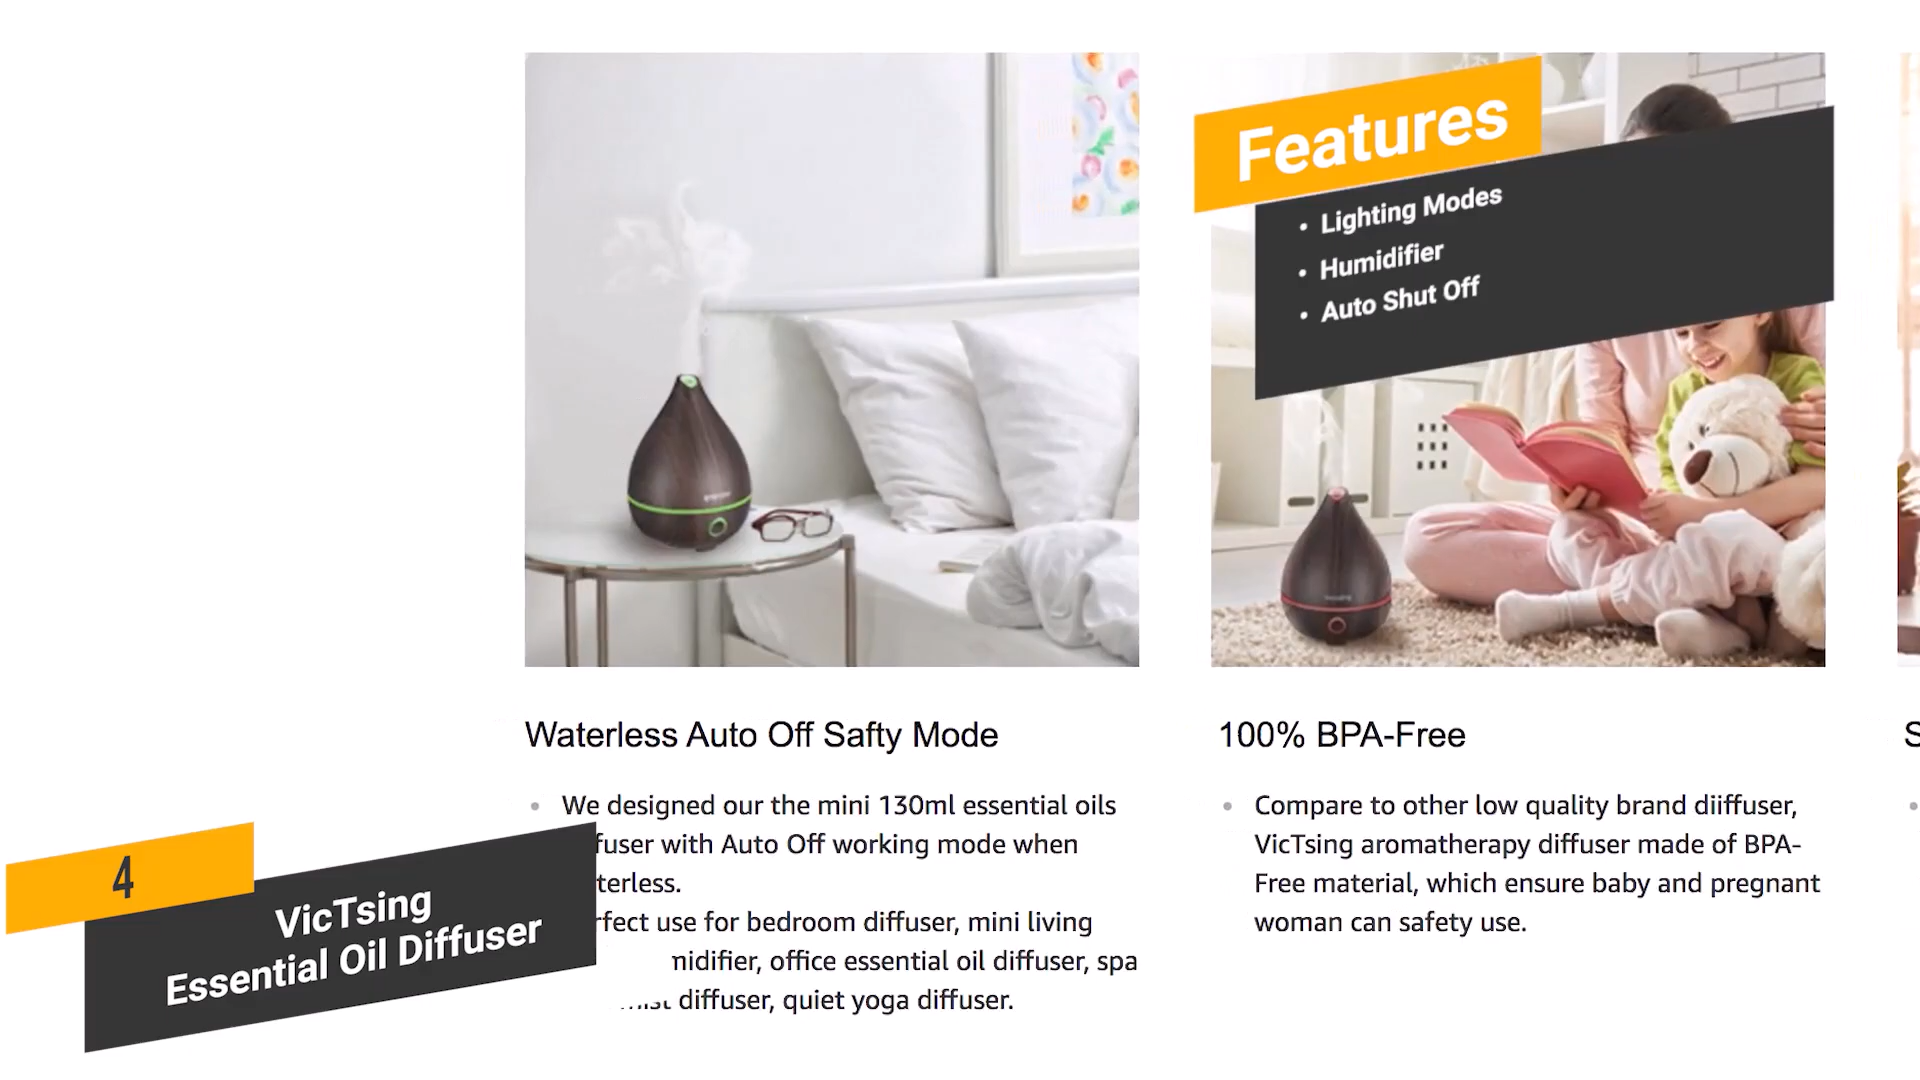 Features
• Lighting Modes
• Humidifier
• Auto Shut Off
Waterless Auto Off Safty Mode
• We designed our the mini 130ml essential oils
fuser with Auto Off working mode when
terless.
rfect use for bedroom diffuser, mini living
midifier, office essential oil diffuser, spa
diffuser, quiet yoga diffuser.
100% BPA-Free
• Compare to other low quality brand diiffuser,
VicTsing aromatherapy diffuser made of BPA-
Free material, which ensure baby and pregnant
woman can safety use.
S
4
VicTsing
Essential Oil Diffuser